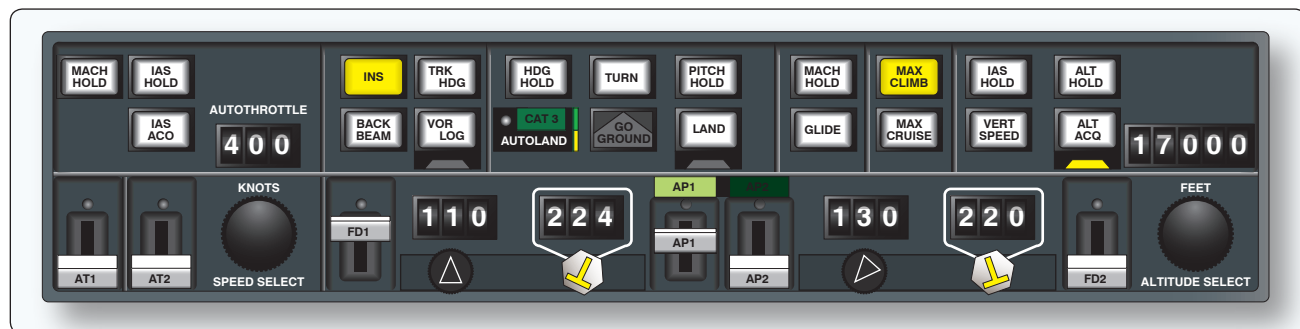 MACH
HOLD
IAS
HOLD
IAS
ACO
AUTOTHROTTLE
400
INS
TRK
HDG
BACK
BEAM
VOR
LOG
HDG
HOLD
TURN
PITCH
HOLD
CAT 3
AUTOLAND
GO
GROUND
LAND
MACH
HOLD
GLIDE
MAX
CLIMB
MAX
CRUISE
IAS
HOLD
VERT
SPEED
ALT
HOLD
ALT
ACQ
17000
AT1
AT2
KNOTS
SPEED SELECT
FD1
110
224
AP1
AP1
AP2
AP2
130
220
FD2
FEET
ALTITUDE SELECT